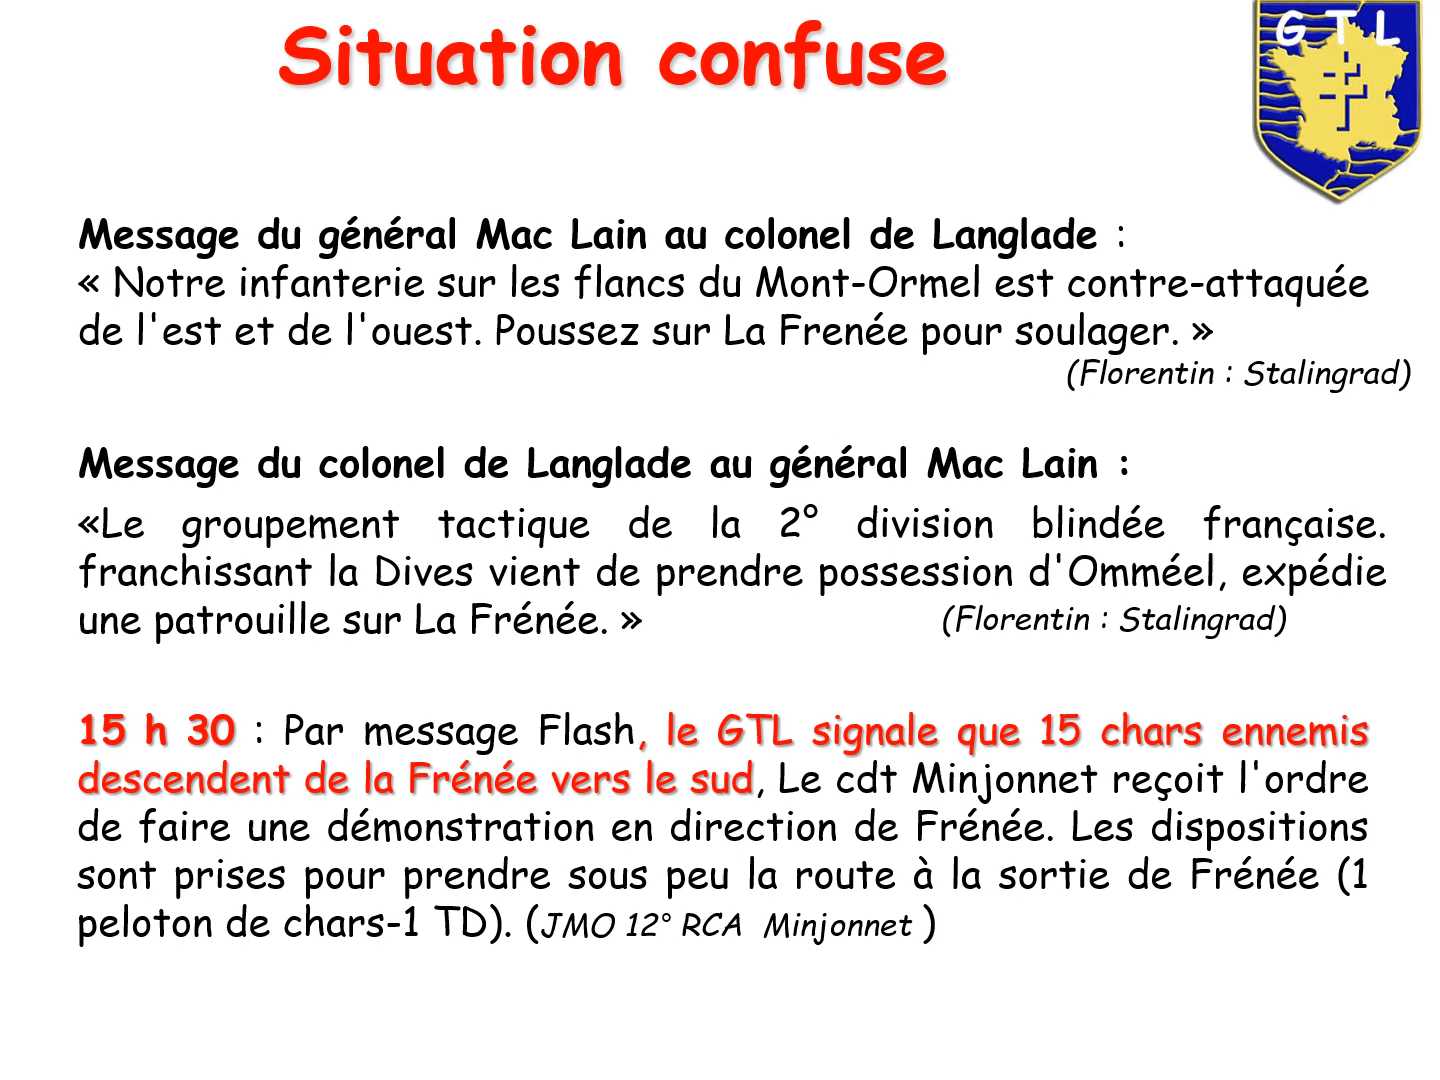 Situation confuse
G T L
Message du général Mac Lain au colonel de Langlade :
« Notre infanterie sur les flancs du Mont-Ormel est contre-attaquée
de l'est et de l'ouest. Poussez sur La Frenée pour soulager. »
(Florentin : Stalingrad)
Message du colonel de Langlade au général Mac Lain :
«Le groupement tactique de la 2° division blindée française.
franchissant la Dives vient de prendre possession d'Omméel, expédie
une patrouille sur La Frénée. » (Florentin : Stalingrad)
15 h 30 : Par message Flash, le GTL signale que 15 chars ennemis
descendent de la Frénée vers le sud, Le cdt Minjonnet reçoit l'ordre
de faire une démonstration en direction de Frénée. Les dispositions
sont prises pour prendre sous peu la route à la sortie de Frénée (1
peloton de chars-1 TD). (JMO 12° RCA Minjonnet )